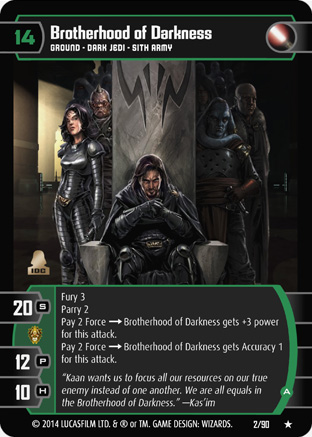 14
Brotherhood of Darkness
GROUND - DARK JEDI - SITH ARMY
IDC
20 S
12 P
10 H
Fury 3
Parry 2
Pay 2 Force → Brotherhood of Darkness gets +3 power
for this attack.
Pay 2 Force → Brotherhood of Darkness gets Accuracy 1
for this attack.
"Kaan wants us to focus all our resources on our true
enemy instead of one another. We are all equals
in the Brotherhood of Darkness." —Kas'im
A
© 2014 LUCASFILM LTD. & ® OR TM. GAME DESIGN: WIZARDS.
2/90 ★